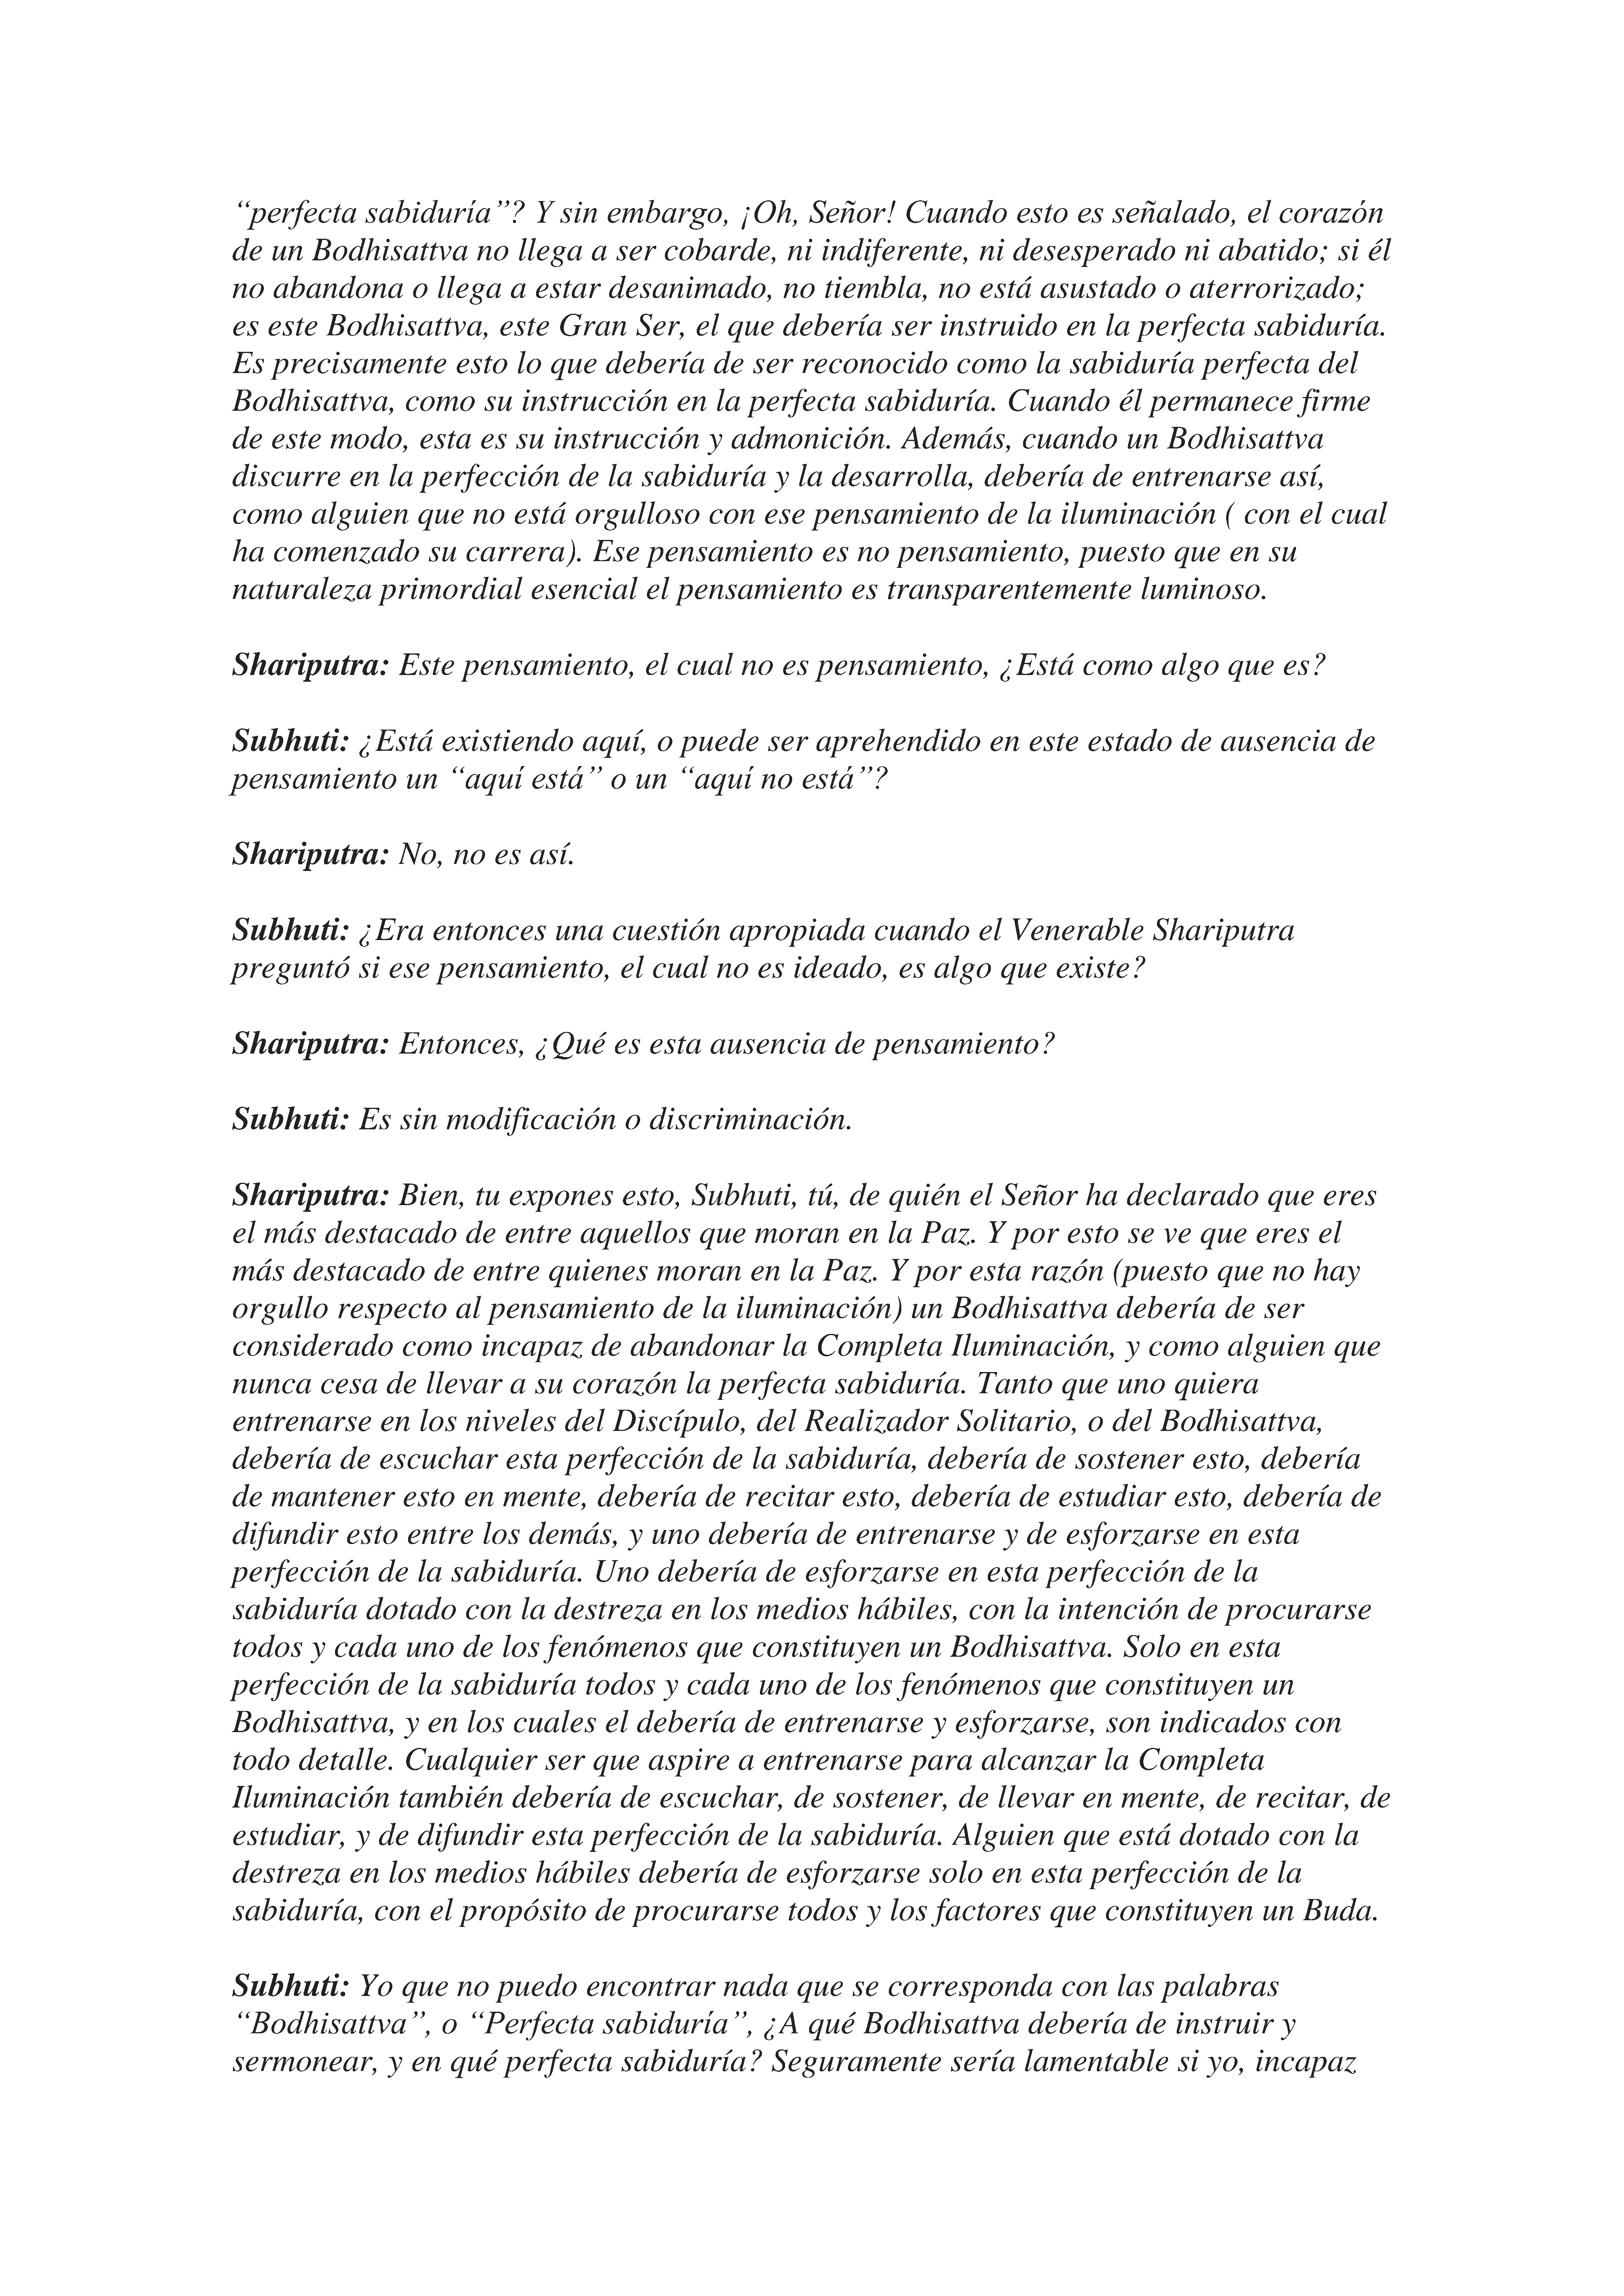 “perfecta sabiduría”? Y sin embargo, ¡Oh, Señor! Cuando esto es señalado, el corazón
de un Bodhisattva no llega a ser cobarde, ni indiferente, ni desesperado ni abatido; si él
no abandona o llega a estar desanimado, no tiembla, no está asustado o aterrorizado;
es este Bodhisattva, este Gran Ser, el que debería ser instruido en la perfecta sabiduría.
Es precisamente esto lo que debería de ser reconocido como la sabiduría perfecta del
Bodhisattva, como su instrucción en la perfecta sabiduría. Cuando él permanece firme
de este modo, esta es su instrucción y admonición. Además, cuando un Bodhisattva
discurre en la perfección de la sabiduría y la desarrolla, debería de entrenarse así,
como alguien que no está orgulloso con ese pensamiento de la iluminación ( con el cual
ha comenzado su carrera). Ese pensamiento es no pensamiento, puesto que en su
naturaleza primordial esencial el pensamiento es transparentemente luminoso.
Shariputra: Este pensamiento, el cual no es pensamiento, ¿Está como algo que es?
Subhuti: ¿Está existiendo aquí, o puede ser aprehendido en este estado de ausencia de
pensamiento un “aquí está” o un “aquí no está”?
Shariputra: No, no es así.
Subhuti: ¿Era entonces una cuestión apropiada cuando el Venerable Shariputra
preguntó si ese pensamiento, el cual no es ideado, es algo que existe?
Shariputra: Entonces, ¿Qué es esta ausencia de pensamiento?
Subhuti: Es sin modificación o discriminación.
Shariputra: Bien, tu expones esto, Subhuti, tú, de quién el Señor ha declarado que eres
el más destacado de entre aquellos que moran en la Paz. Y por esto se ve que eres el
más destacado de entre quienes moran en la Paz. Y por esta razón (puesto que no hay
orgullo respecto al pensamiento de la iluminación) un Bodhisattva debería de ser
considerado como incapaz de abandonar la Completa Iluminación, y como alguien que
nunca cesa de llevar a su corazón la perfecta sabiduría. Tanto que uno quiera
entrenarse en los niveles del Discípulo, del Realizador Solitario, o del Bodhisattva,
debería de escuchar esta perfección de la sabiduría, debería de sostener esto, debería
de mantener esto en mente, debería de recitar esto, debería de estudiar esto, debería de
difundir esto entre los demás, y uno debería de entrenarse y de esforzarse en esta
perfección de la sabiduría. Uno debería de esforzarse en esta perfección de la
sabiduría dotado con la destreza en los medios hábiles, con la intención de procurarse
todos y cada uno de los fenómenos que constituyen un Bodhisattva. Solo en esta
perfección de la sabiduría todos y cada uno de los fenómenos que constituyen un
Bodhisattva, y en los cuales el debería de entrenarse y esforzarse, son indicados con
todo detalle. Cualquier ser que aspire a entrenarse para alcanzar la Completa
Iluminación también debería de escuchar, de sostener, de llevar en mente, de recitar, de
estudiar, y de difundir esta perfección de la sabiduría. Alguien que está dotado con la
destreza en los medios hábiles debería de esforzarse solo en esta perfección de la
sabiduría, con el propósito de procurarse todos y los factores que constituyen un Buda.
Subhuti: Yo que no puedo encontrar nada que se corresponda con las palabras
“Bodhisattva”, o “Perfecta sabiduría”, ¿A qué Bodhisattva debería de instruir y
sermonear, y en qué perfecta sabiduría? Seguramente sería lamentable si yo, incapaz